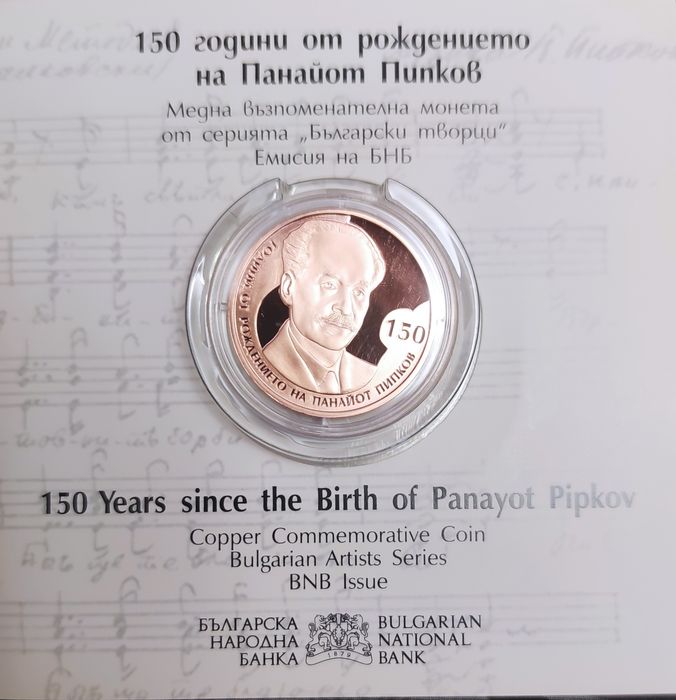 150 години от рождението
на Панайот Пипков
Медна възпоменателна монета
от серията „Български творци"
Емисия на БНБ
ГОДИНИ ОТ РОЖДЕНИЕТО НА ПАНАЙОТ ПИПКОВ
150
150 Years since the Birth of Panayot Pipkov
Copper Commemorative Coin
Bulgarian Artists Series
BNB Issue
БЪЛГАРСКА
НАРОДНА
БАНКА
1879
BULGARIAN
NATIONAL
BANK